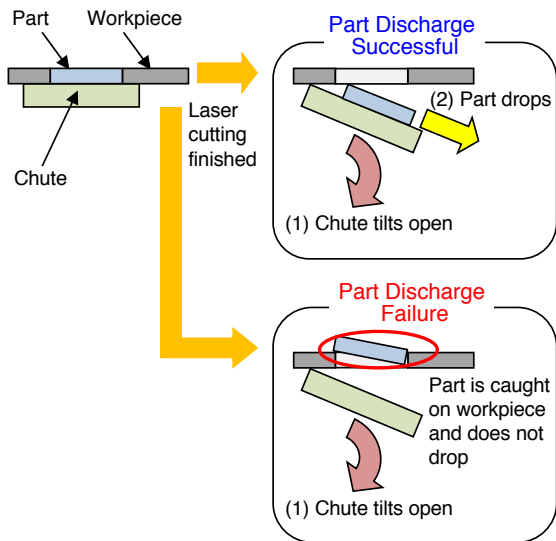 Part
Workpiece
Chute
Laser
cutting
finished
Part Discharge
Successful
(2) Part drops
(1) Chute tilts open
Part Discharge
Failure
Part is caught
on workpiece
and does not
drop
(1) Chute tilts open